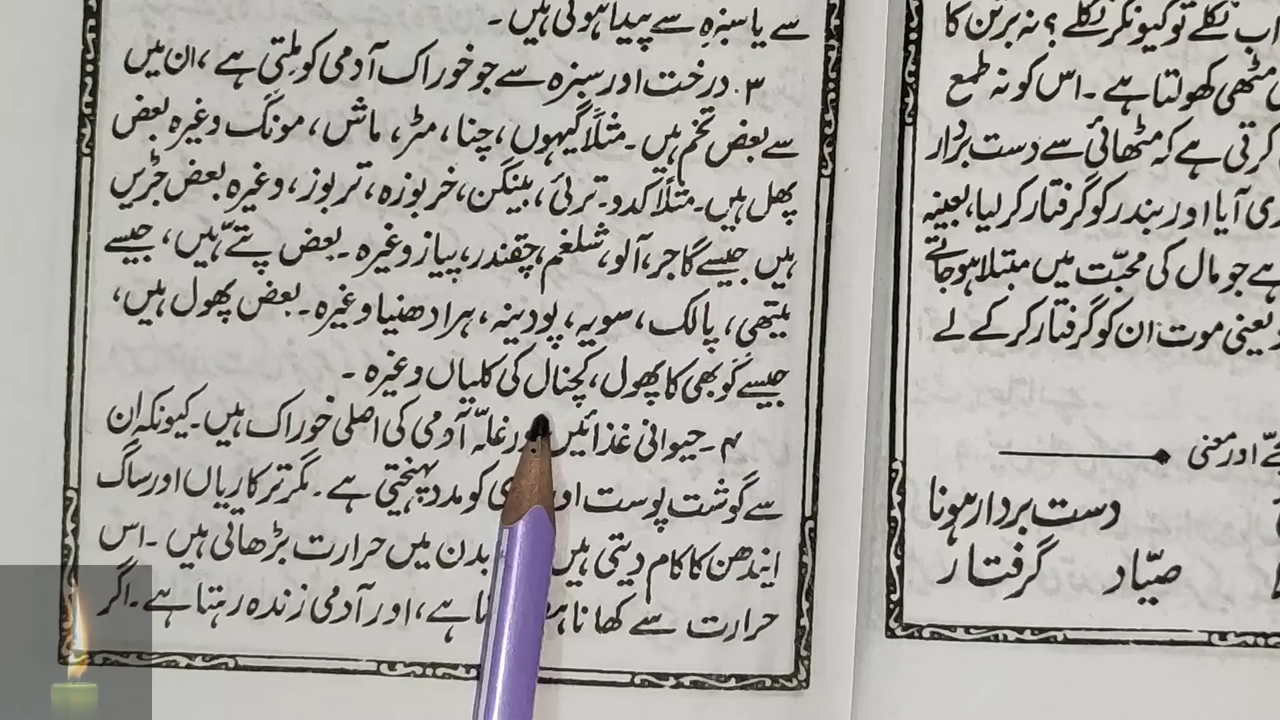 سے یا سبزہ سے پیدا ہوتی ہیں۔
۳۔ درخت اور سبزہ سے جو خوراک آدمی کو ملتی ہے، ان میں
سے بعض تخم ہیں۔ مثلاً گیہوں، چنا، مٹر، ماش، مونگ وغیرہ بعض
پھل ہیں۔ مثلاً کدو۔ ترئی، بینگن، خربوزہ، تربوز، وغیرہ بعض جڑیں
ہیں جیسے گاجر، آلو، شلغم، چقندر، پیاز وغیرہ۔ بعض پتے ہیں، جیسے
میتھی، پالک، سویہ، پودینہ، ہرا دھنیا وغیرہ۔ بعض پھول ہیں،
جیسے گوبھی کا پھول، کچنال کی کلیاں وغیرہ۔
۴۔ حیوانی غذائیں غلّہ آدمی کی اصلی خوراک ہیں۔ کیونکہ ان
سے گوشت پوست کو مدد پہنچتی ہے۔ مگر ترکاریاں اور ساگ
ایندھن کا کام دیتی ہیں بدن میں حرارت بڑھاتی ہیں۔ اس
حرارت سے کھانا ہے، اور آدمی زندہ رہتا ہے۔ اگر
اب نکلے تو کیونکر نکلے؟ نہ برتن کا
مٹھی کھولتا ہے۔ اس کو نہ طمع
کرتی ہے کہ مٹھائی سے دست بردار
آیا اور بندر کو گرفتار کر لیا، بعینہ
ہے جو مال کی محبّت میں مبتلا ہو جاتے
یعنی موت ان کو گرفتار کر کے لے
اور معنی
دست بردار ہونا
صیّاد گرفتار